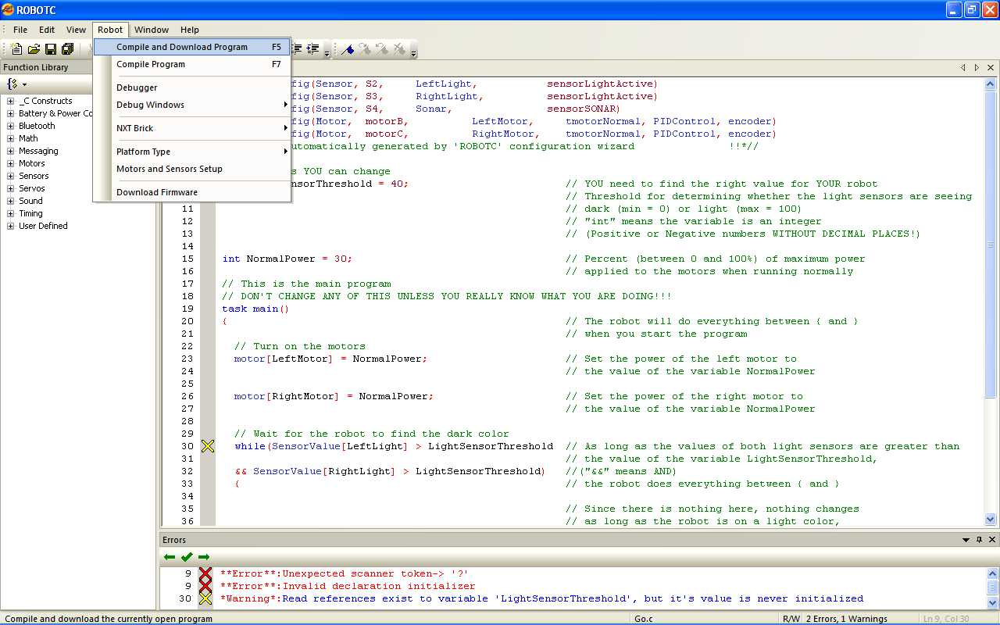 ROBOTC
File Edit View Robot Window Help
Compile and Download Program F5
Compile Program F7
Debugger
Debug Windows
NXT Brick
Platform Type
Motors and Sensors Setup
Download Firmware
Function Library
_C Constructs
Battery & Power Co
Bluetooth
Math
Messaging
Motors
Sensors
Servos
Sound
Timing
User Defined
fig(Sensor, S2, LeftLight, sensorLightActive)
fig(Sensor, S3, RightLight, sensorLightActive)
fig(Sensor, S4, Sonar, sensorSONAR)
fig(Motor, motorB, LeftMotor, tmotorNormal, PIDControl, encoder)
fig(Motor, motorC, RightMotor, tmotorNormal, PIDControl, encoder)
utomatically generated by 'ROBOTC' configuration wizard !!*//
s YOU can change
nsorThreshold = 40; // YOU need to find the right value for YOUR robot
// Threshold for determining whether the light sensors are seeing
11 // dark (min = 0) or light (max = 100)
12 // "int" means the variable is an integer
13 // (Positive or Negative numbers WITHOUT DECIMAL PLACES!)
14
15 int NormalPower = 30; // Percent (between 0 and 100%) of maximum power
16 // applied to the motors when running normally
17 // This is the main program
18 // DON'T CHANGE ANY OF THIS UNLESS YOU REALLY KNOW WHAT YOU ARE DOING!!!
19 task main()
20 { // The robot will do everything between { and }
21 // when you start the program
22 // Turn on the motors
23 motor[LeftMotor] = NormalPower; // Set the power of the left motor to
24 // the value of the variable NormalPower
25
26 motor[RightMotor] = NormalPower; // Set the power of the right motor to
27 // the value of the variable NormalPower
28
29 // Wait for the robot to find the dark color
30 while(SensorValue[LeftLight] > LightSensorThreshold // As long as the values of both light sensors are greater than
31 // the value of the variable LightSensorThreshold,
32 && SensorValue[RightLight] > LightSensorThreshold) //("&&" means AND)
33 { // the robot does everything between { and }
34
35 // Since there is nothing here, nothing changes
36 // as long as the robot is on a light color,
Errors
9 **Error**:Unexpected scanner token-> '?'
9 **Error**:Invalid declaration initializer
30 *Warning*:Read references exist to variable 'LightSensorThreshold', but it's value is never initialized
Compile and download the currently open program Go.c R/W 2 Errors, 1 Warnings Ln 9, Col 30